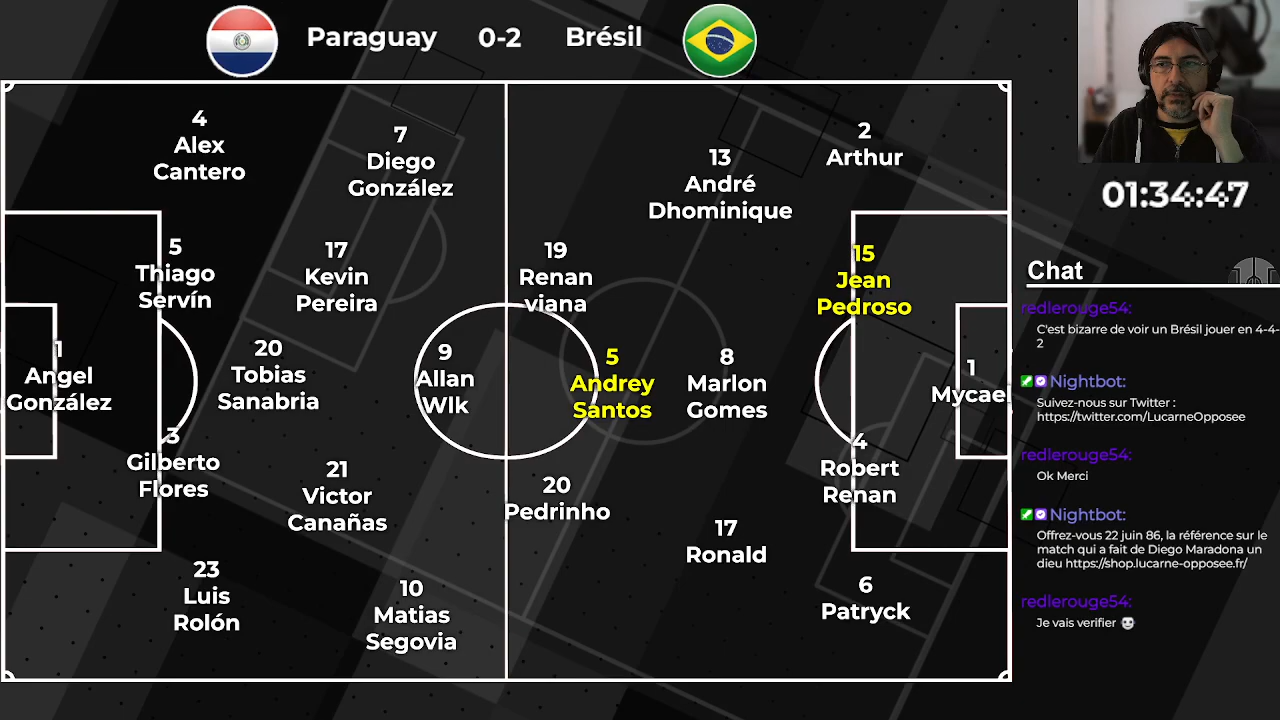 Paraguay 0-2 Brésil
4
Alex
Cantero
7
Diego
González
5
Thiago
Servín
17
Kevin
Pereira
1
Angel
González
20
Tobias
Sanabria
9
Allan
Wlk
3
Gilberto
Flores
21
Victor
Canañas
23
Luis
Rolón
10
Matias
Segovia
19
Renan
viana
13
André
Dhominique
2
Arthur
15
Jean
Pedroso
5
Andrey
Santos
8
Marlon
Gomes
1
Mycael
20
Pedrinho
4
Robert
Renan
17
Ronald
6
Patryck
01:34:47
Chat
redlerouge54:
C'est bizarre de voir un Brésil jouer en 4-4-
2
Nightbot:
Suivez-nous sur Twitter :
https://twitter.com/LucarneOpposee
redlerouge54:
Ok Merci
Nightbot:
Offrez-vous 22 juin 86, la référence sur le
match qui a fait de Diego Maradona un
dieu https://shop.lucarne-opposee.fr/
redlerouge54:
Je vais verifier